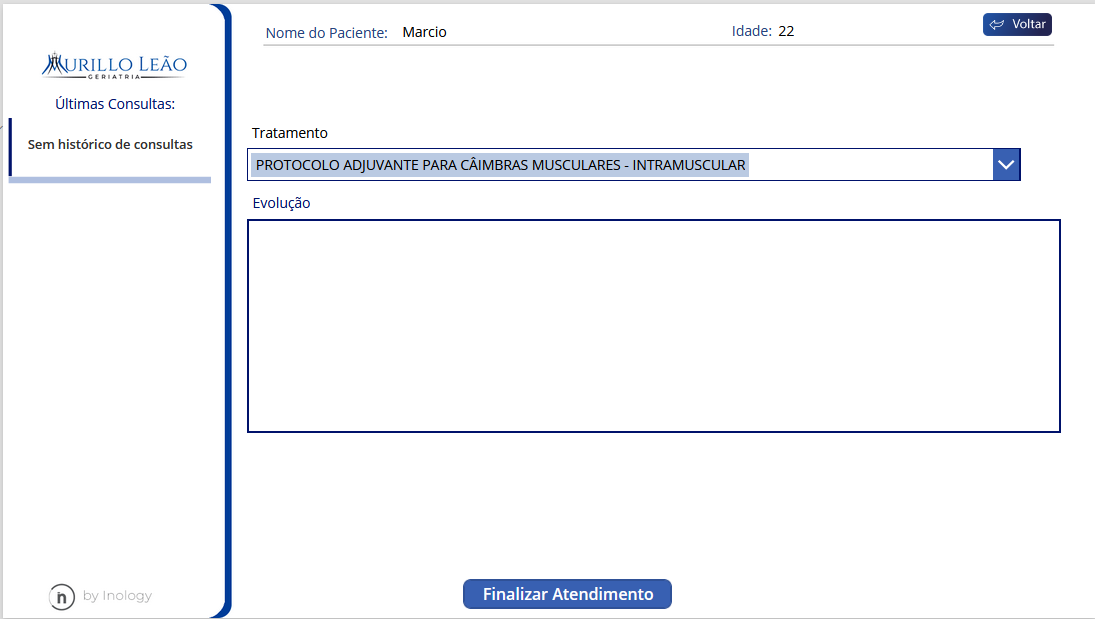 MURILLO LEÃO
GERIATRIA
Últimas Consultas:
Sem histórico de consultas
Nome do Paciente: Marcio
Idade: 22
Voltar
Tratamento
PROTOCOLO ADJUVANTE PARA CÂIMBRAS MUSCULARES - INTRAMUSCULAR
Evolução
Finalizar Atendimento
in by Inology